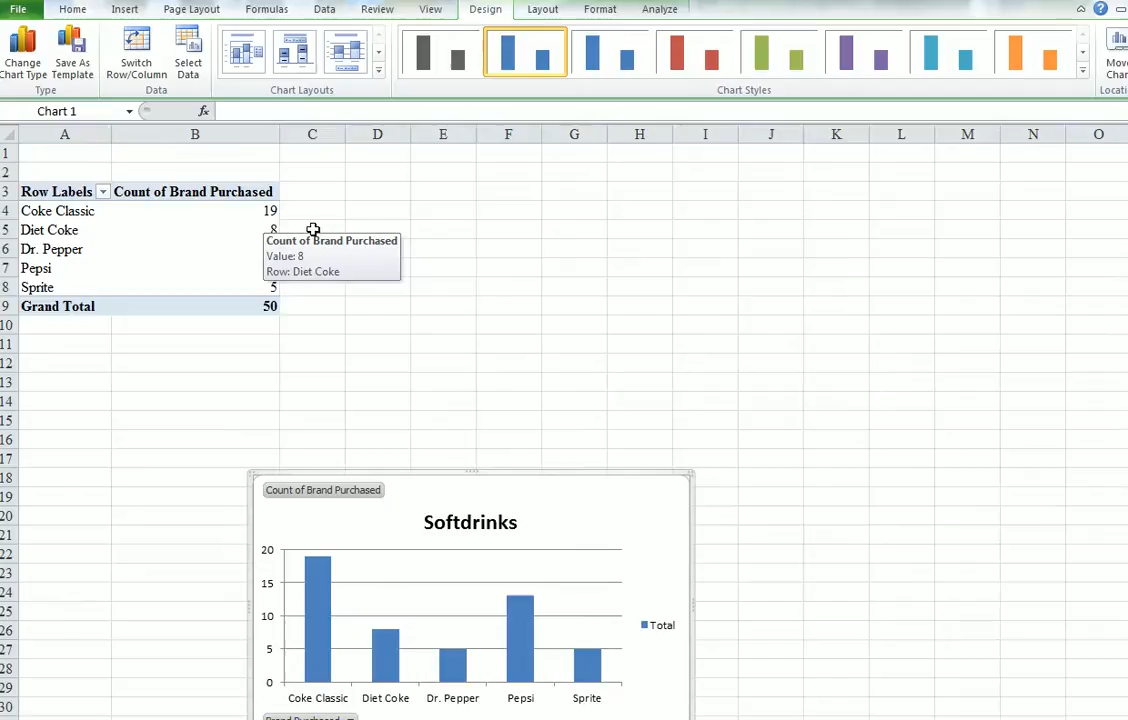 File Home Insert Page Layout Formulas Data Review View Design Layout Format Analyze
Change Chart Type Save As Template Switch Row/Column Select Data
Type Data Chart Layouts Chart Styles
Chart 1 fx
A B C D E F G H I J K L M N O
1
2
3 Row Labels Count of Brand Purchased
4 Coke Classic 19
5 Diet Coke 8
6 Dr. Pepper
7 Pepsi
8 Sprite 5
9 Grand Total 50
Count of Brand Purchased
Value: 8
Row: Diet Coke
10
11
12
13
14
15
16
17
18
19
20
21
22
23
24
25
26
27
28
29
30
Count of Brand Purchased
Softdrinks
20
15
10
5
0
Total
Coke Classic Diet Coke Dr. Pepper Pepsi Sprite